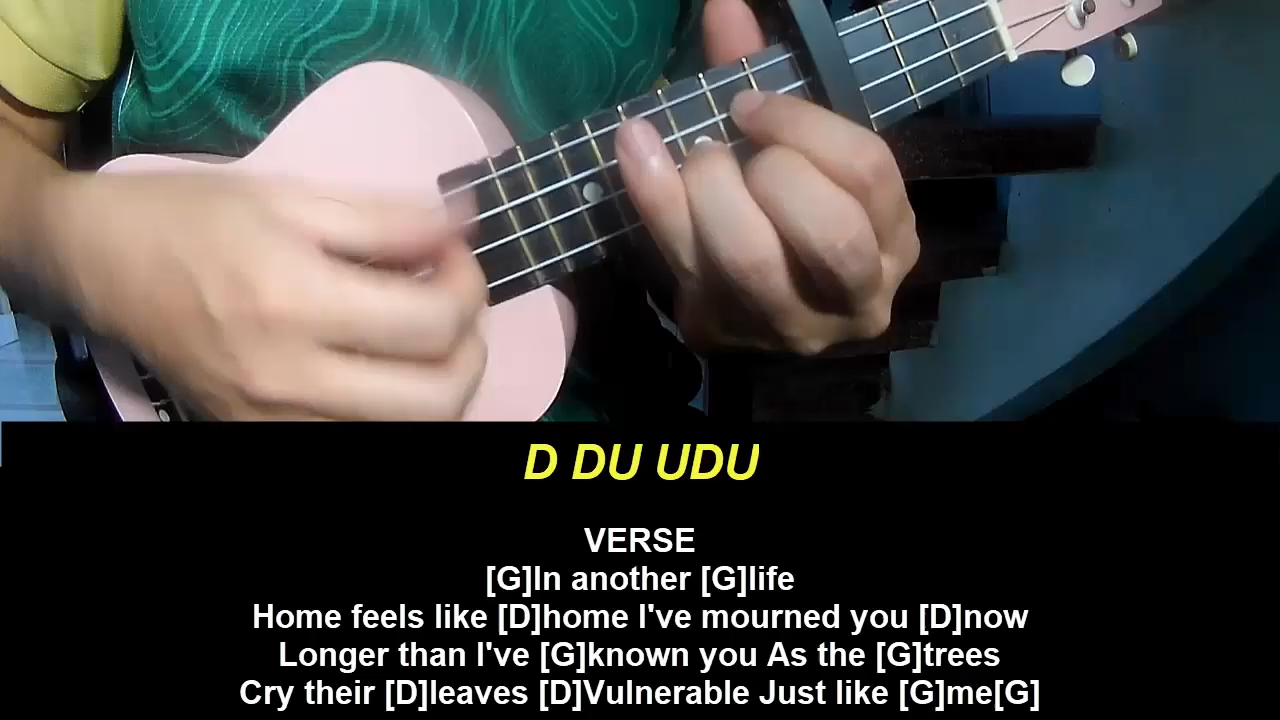 D DU UDU
VERSE
[G]In another [G]life
Home feels like [D]home I've mourned you [D]now
Longer than I've [G]known you As the [G]trees
Cry their [D]leaves [D]Vulnerable Just like [G]me[G]